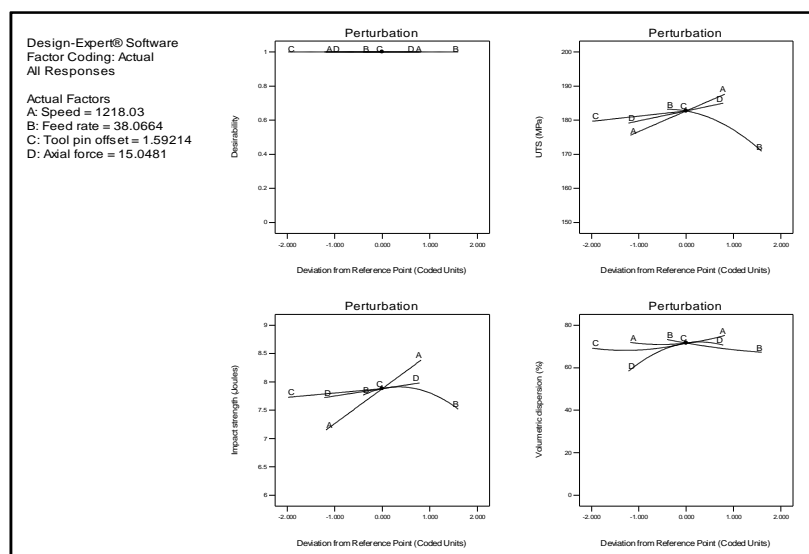 Design-Expert® Software
Factor Coding: Actual
All Responses
Actual Factors
A: Speed = 1218.03
B: Feed rate = 38.0664
C: Tool pin offset = 1.59214
D: Axial force = 15.0481
Perturbation
Desirability
1
0.8
0.6
0.4
0.2
0
C A D B C D A B
-2.000 -1.000 0.000 1.000 2.000
Deviation from Reference Point (Coded Units)
Perturbation
UTS (MPa)
200
190
180
170
160
150
A
B C D
C D
A B
-2.000 -1.000 0.000 1.000 2.000
Deviation from Reference Point (Coded Units)
Perturbation
Impact strength (Joules)
9
8.5
8
7.5
7
6.5
6
A
C D B C D
B
A
-2.000 -1.000 0.000 1.000 2.000
Deviation from Reference Point (Coded Units)
Perturbation
Volumetric dispersion (%)
80
60
40
20
0
A B C A
C D B
D
-2.000 -1.000 0.000 1.000 2.000
Deviation from Reference Point (Coded Units)